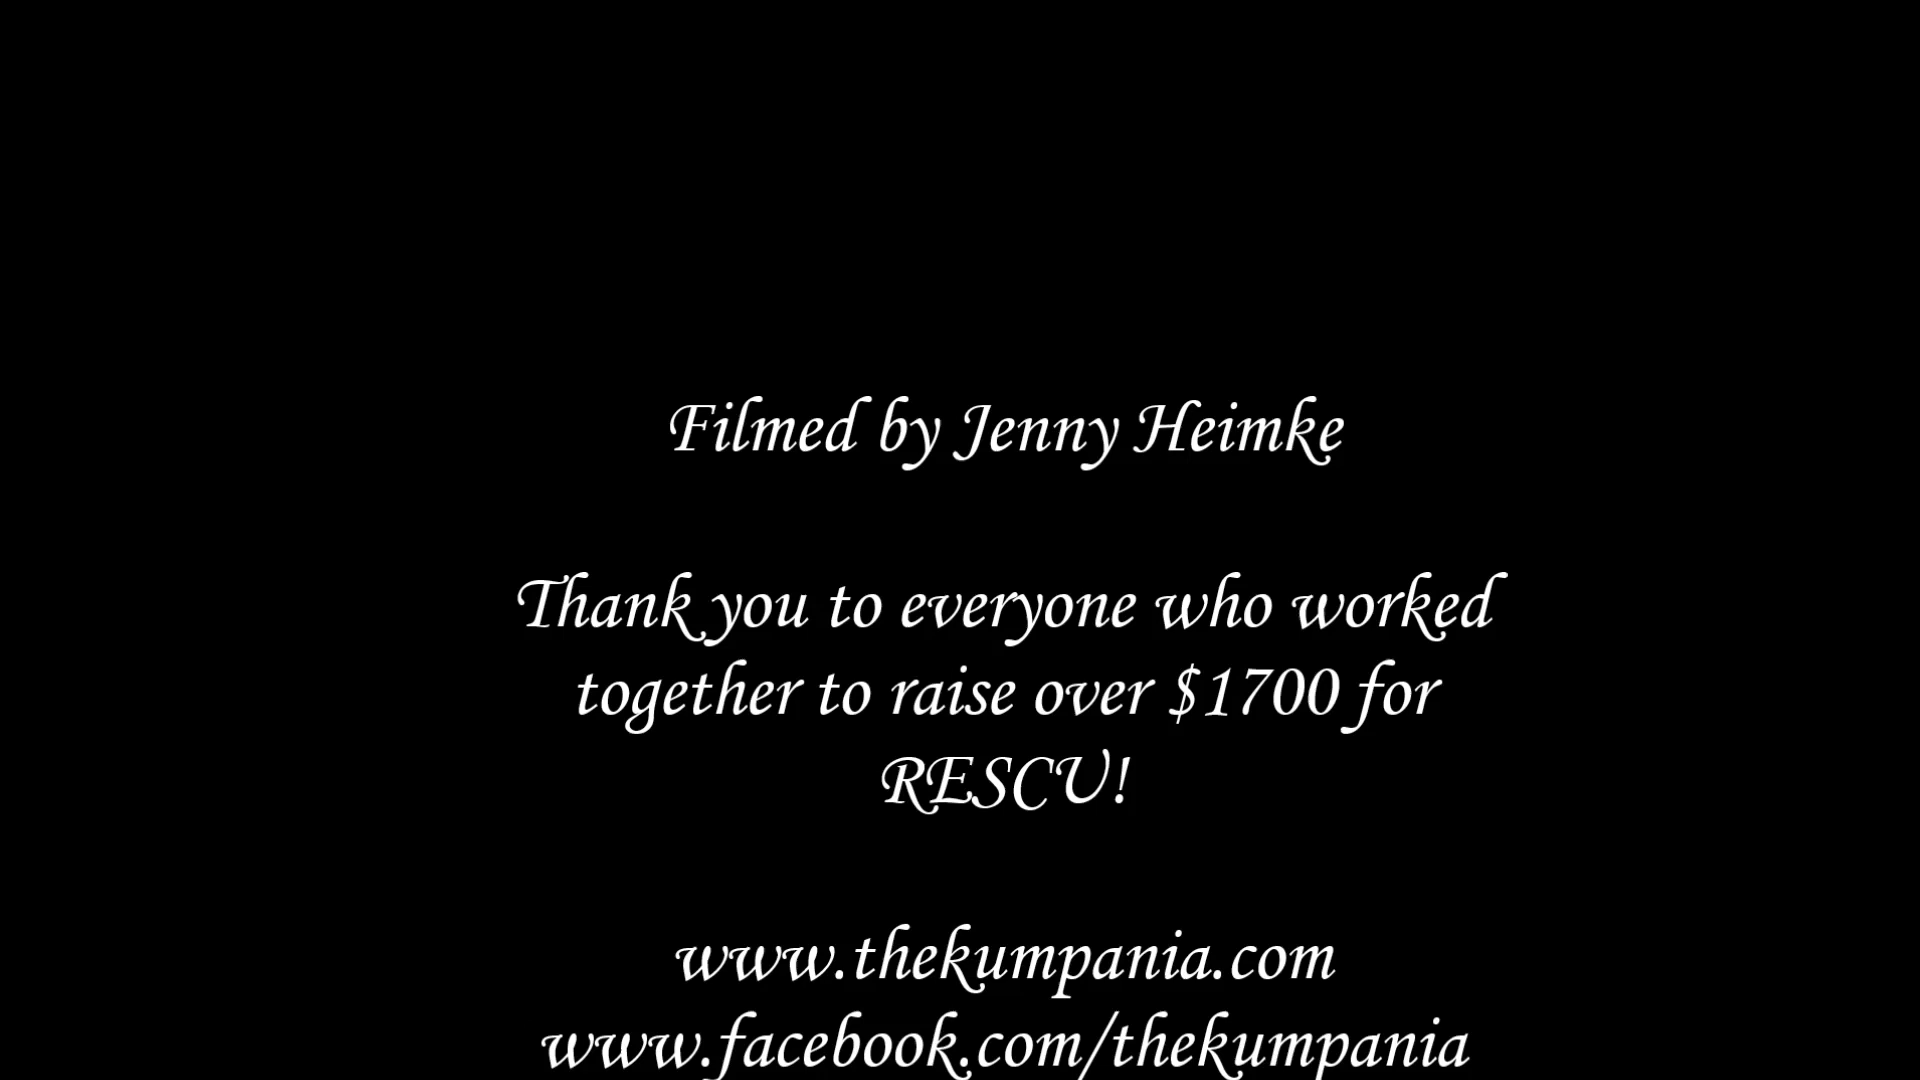 Filmed by Jenny Heimke
Thank you to everyone who worked
together to raise over $1700 for
RESCU!
www.thekumpania.com
www.facebook.com/thekumpania